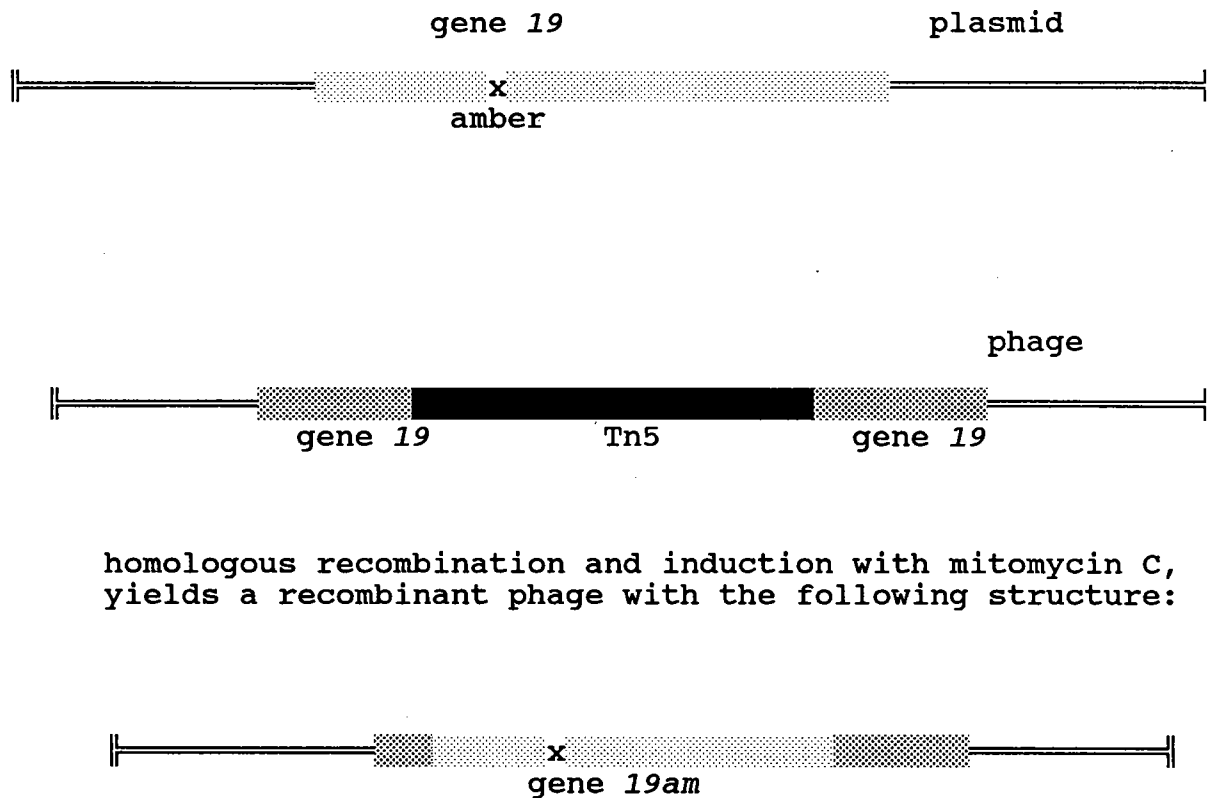 gene 19 plasmid
x
amber
phage
gene 19 Tn5 gene 19
homologous recombination and induction with mitomycin C,
yields a recombinant phage with the following structure:
x
gene 19am